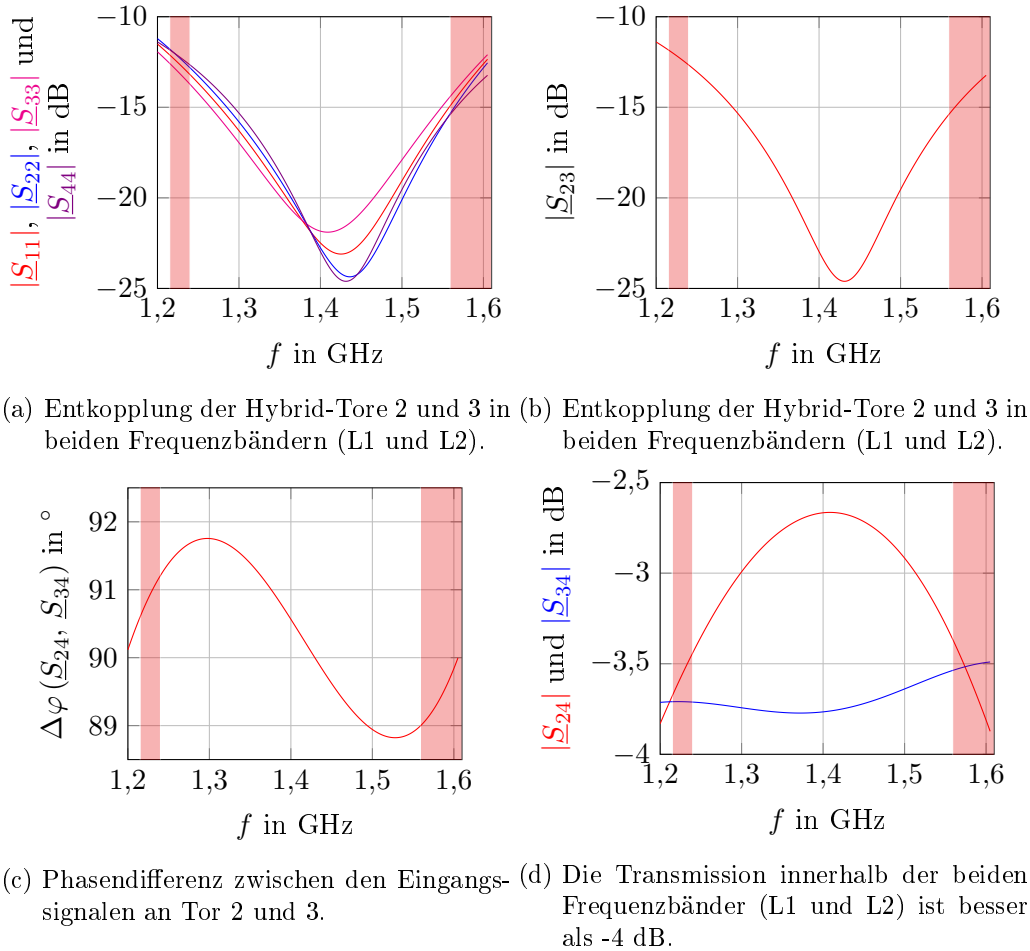 |S11|, |S22|, |S33| und
|S44| in dB
−10
−15
−20
−25
1,2 1,3 1,4 1,5 1,6
f in GHz
|S23| in dB
−10
−15
−20
−25
1,2 1,3 1,4 1,5 1,6
f in GHz
(a) Entkopplung der Hybrid-Tore 2 und 3 in
beiden Frequenzbändern (L1 und L2).
(b) Entkopplung der Hybrid-Tore 2 und 3 in
beiden Frequenzbändern (L1 und L2).
Δφ(S24, S34) in °
92
91
90
89
1,2 1,3 1,4 1,5 1,6
f in GHz
|S24| und |S34| in dB
−2,5
−3
−3,5
−4
1,2 1,3 1,4 1,5 1,6
f in GHz
(c) Phasendifferenz zwischen den Eingangs-
signalen an Tor 2 und 3.
(d) Die Transmission innerhalb der beiden
Frequenzbänder (L1 und L2) ist besser
als -4 dB.